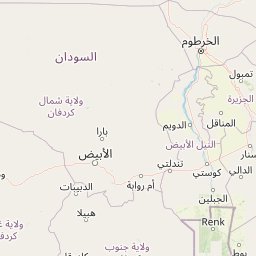 الخرطوم
السودان
تمبول
ولاية شمال
كردفان
الجزيرة
المناقل
الدويم
بارا
النيل الأبيض
سنار
الأبيض
تندلتي
كوستي
الدالي
أم روابة
الدبيبات
الجبلين
هبيلا
Renk
ولاية جنوب